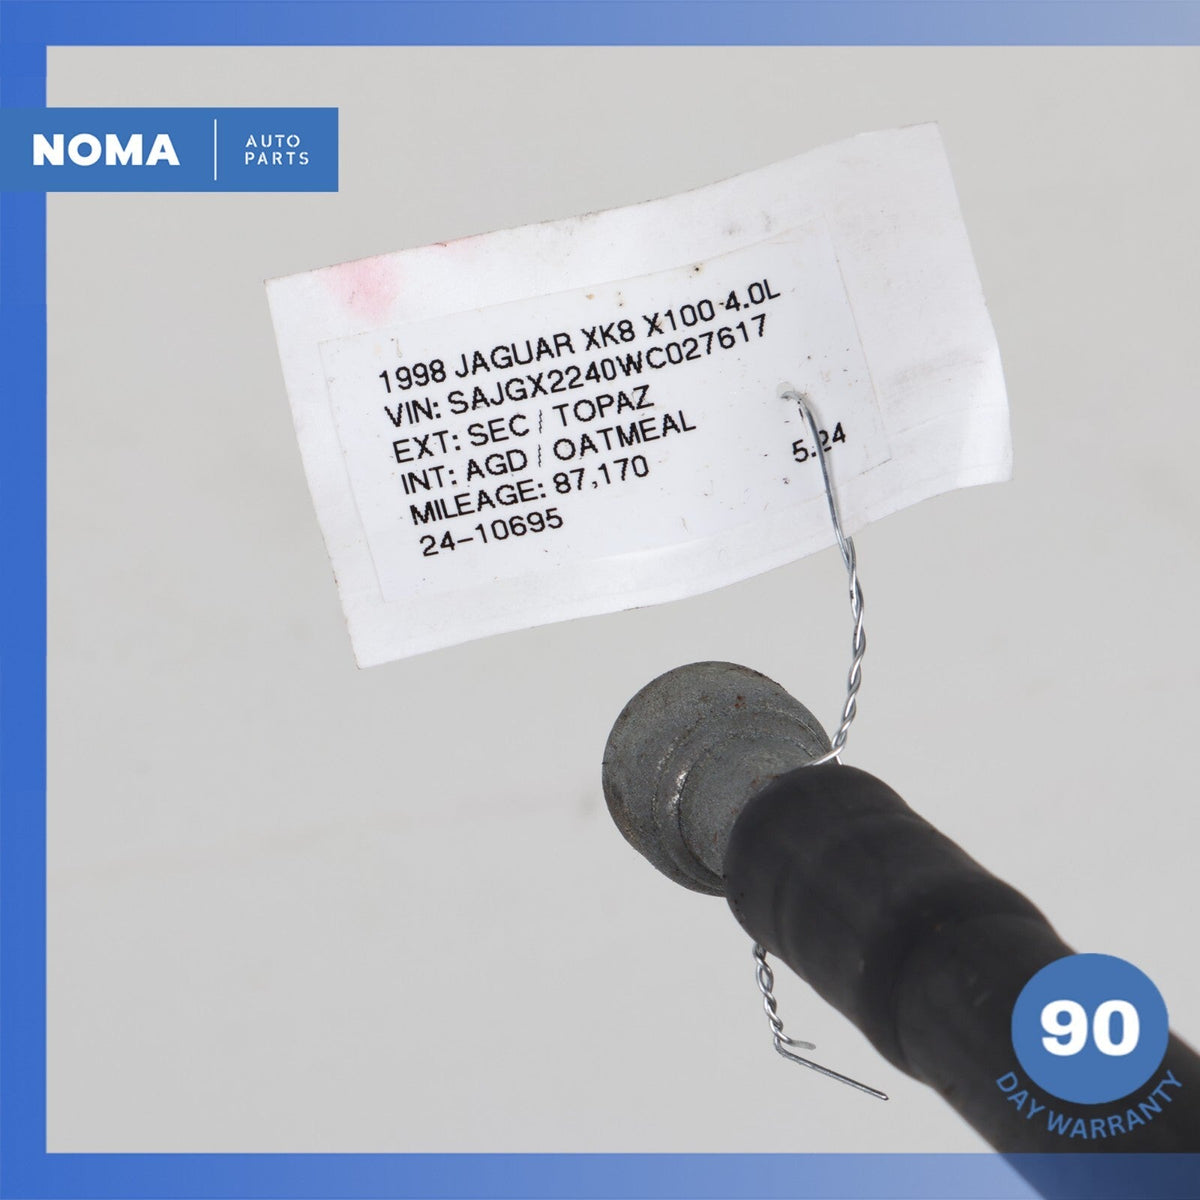 NOMA
AUTO
PARTS
1998 JAGUAR XK8 X100 4.0L
VIN: SAJGX2240WC027617
EXT: SEC / TOPAZ
INT: AGD / OATMEAL
MILEAGE: 87,170
5.24
24-10695
90
DAY WARRANTY